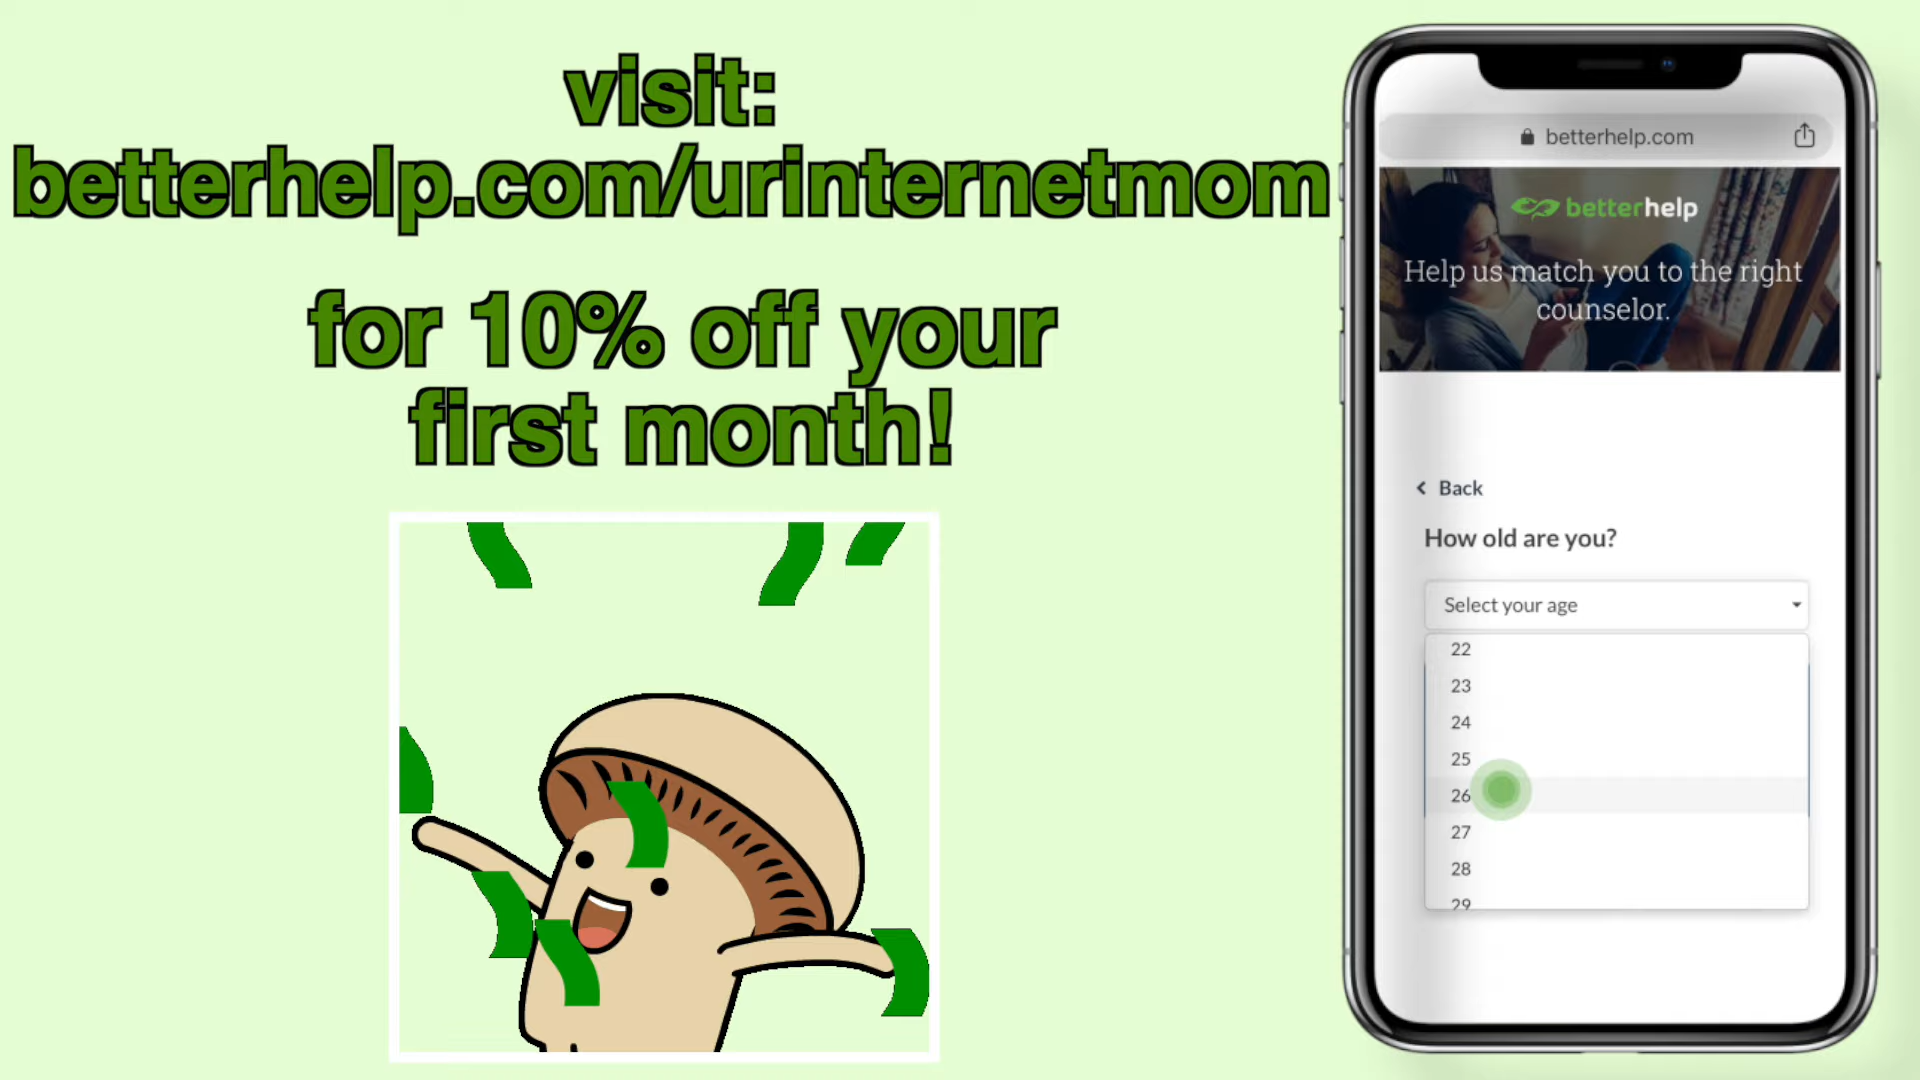 visit:
betterhelp.com/urinternetmom
for 10% off your
first month!
betterhelp.com
betterhelp
Help us match you to the right
counselor.
Back
How old are you?
Select your age
22
23
24
25
26
27
28
29